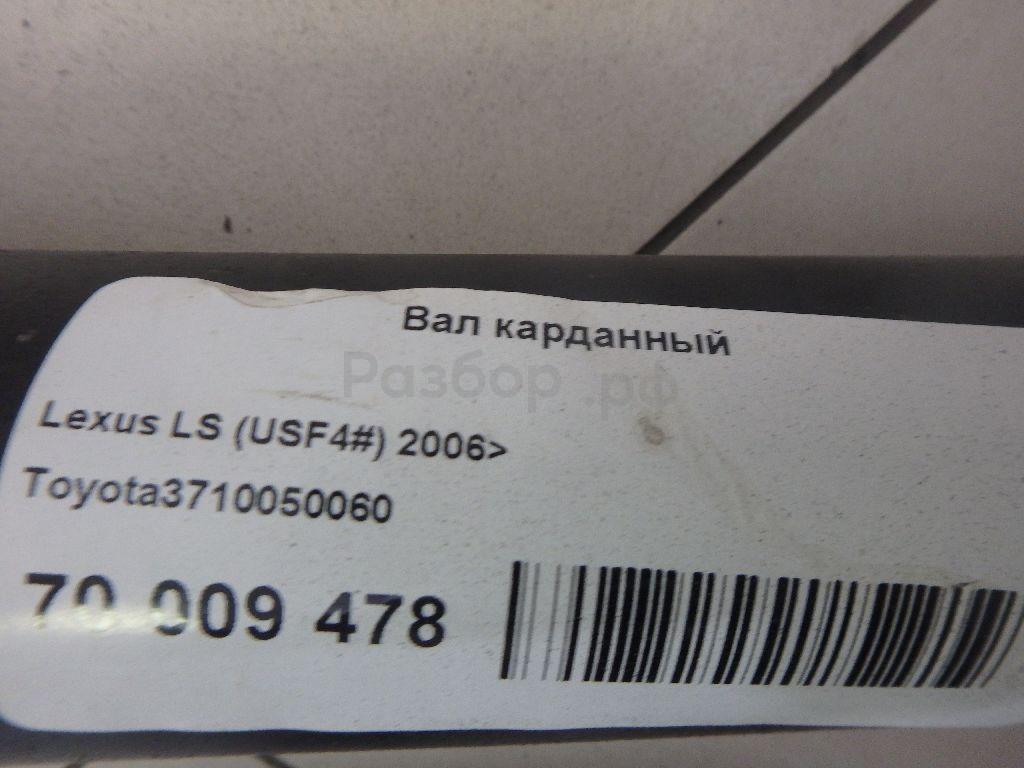 Вал карданный
Разбор.рф
Lexus LS (USF4#) 2006>
Toyota3710050060
70 009 478